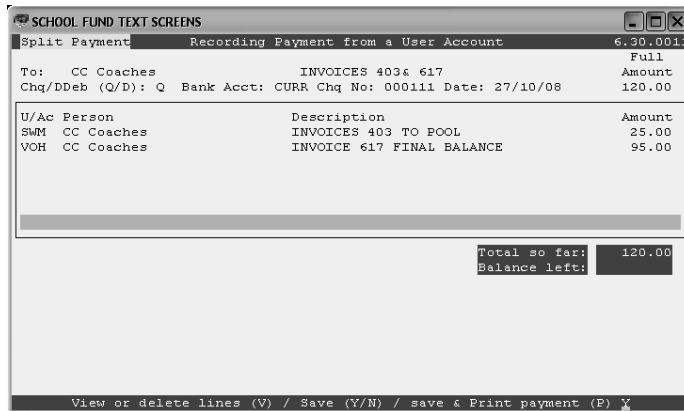 SCHOOL FUND TEXT SCREENS
Split Payment Recording Payment from a User Account 6.30.001
Full
To: CC Coaches INVOICES 403& 617 Amount
Chq/DDeb (Q/D): Q Bank Acct: CURR Chq No: 000111 Date: 27/10/08 120.00
U/Ac Person Description Amount
SWM CC Coaches INVOICES 403 TO POOL 25.00
VOH CC Coaches INVOICE 617 FINAL BALANCE 95.00
Total so far: 120.00
Balance left:
View or delete lines (V) / Save (Y/N) / save & Print payment (P) Y